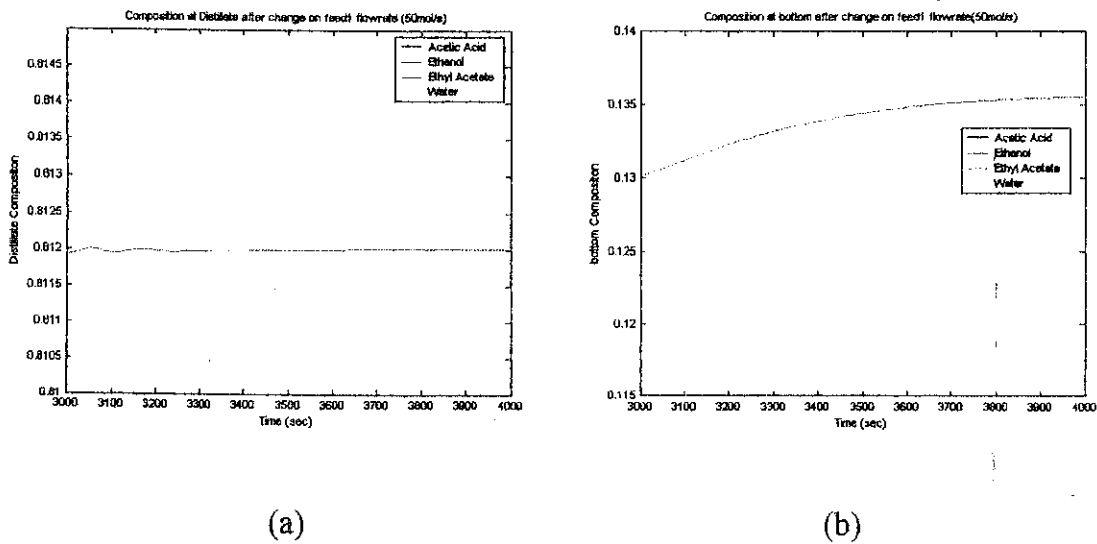 Composition at Distilate after change on feed1 flowrate (50mol/s)
Acetic Acid
Ethanol
Ethyl Acetate
Water
0.8145
0.814
0.8135
0.813
0.8125
0.812
0.8115
0.811
0.8105
0.81
Distilate Composition
3000 3100 3200 3300 3400 3500 3600 3700 3800 3900 4000
Time (sec)
(a)
Composition at bottom after change on feed1 flowrate(50mol/s)
0.14
0.135
0.13
0.125
0.12
0.115
bottom Composition
Acetic Acid
Ethanol
Ethyl Acetate
Water
3000 3100 3200 3300 3400 3500 3600 3700 3800 3900 4000
Time (sec)
(b)